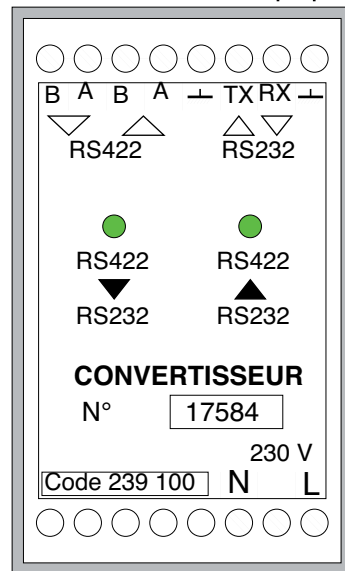 B A B A ⊥ TX RX ⊥
RS422 RS232
RS422 RS422
RS232 RS232
CONVERTISSEUR
N° 17584
230 V
Code 239 100 N L